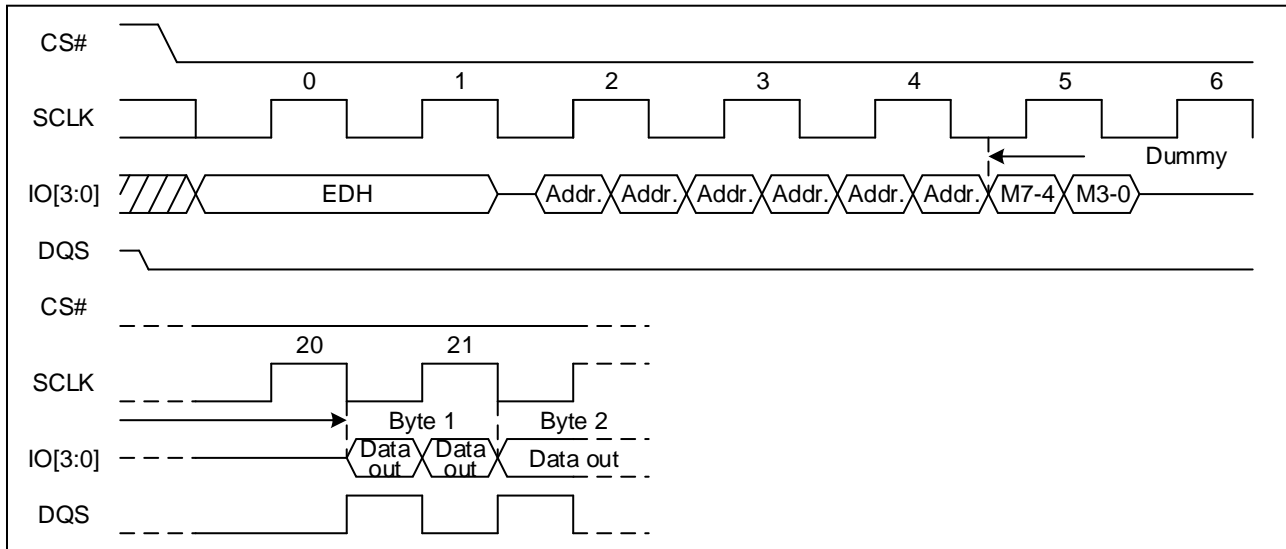 CS#
0 1 2 3 4 5 6
SCLK
Dummy
IO[3:0] EDH Addr. Addr. Addr. Addr. Addr. Addr. M7-4 M3-0
DQS
CS#
20 21
SCLK
Byte 1 Byte 2
IO[3:0] Data out Data out Data out
DQS